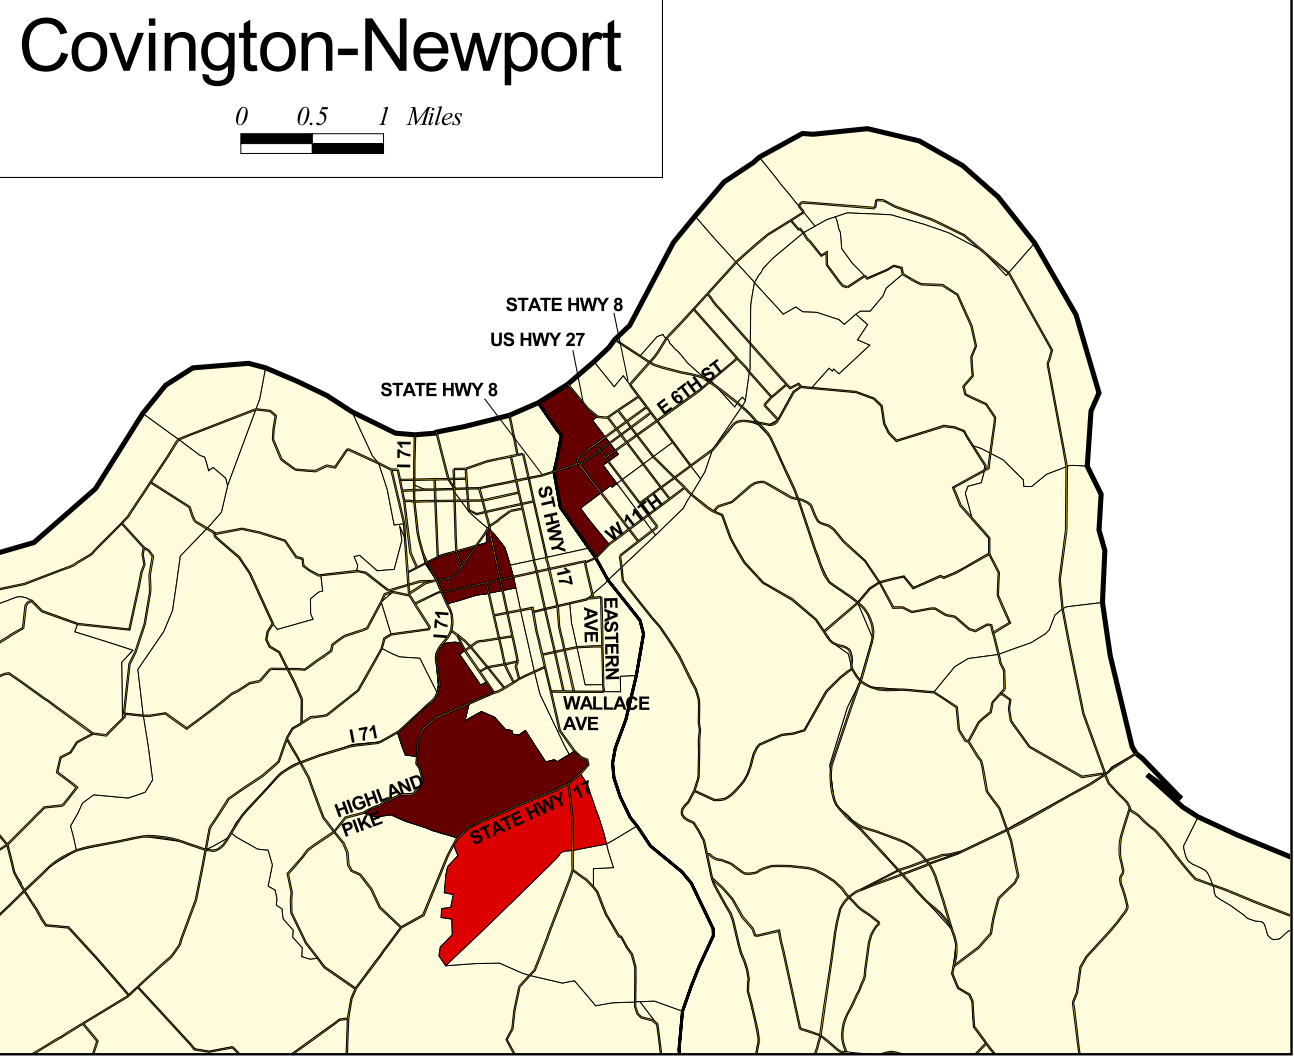 Covington-Newport
0 0.5 1 Miles
STATE HWY 8
US HWY 27
STATE HWY 8
E 6TH ST
I 71
ST HWY 17
W 11TH
I 71
EASTERN
AVE
WALLACE
AVE
I 71
HIGHLAND
PIKE
STATE HWY 17